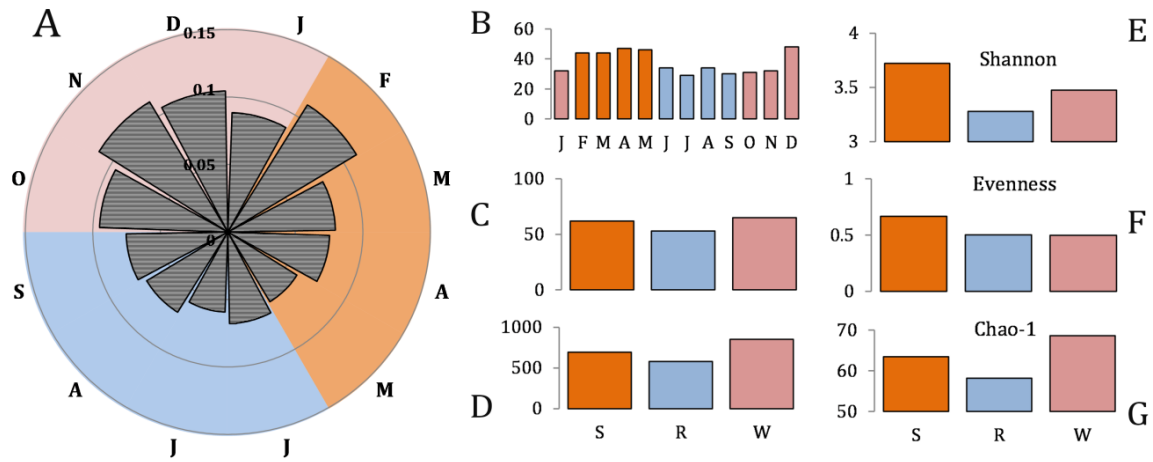 A
D
J
0.15
N
F
0.1
0.05
O
M
0
S
A
A
M
J
J
B
60
40
20
0
J F M A M J J A S O N D
C
100
50
0
D
1000
500
0
S R W
E
4
Shannon
3.5
3
1
Evenness
F
0.5
0
70
Chao-1
60
50
G
S R W